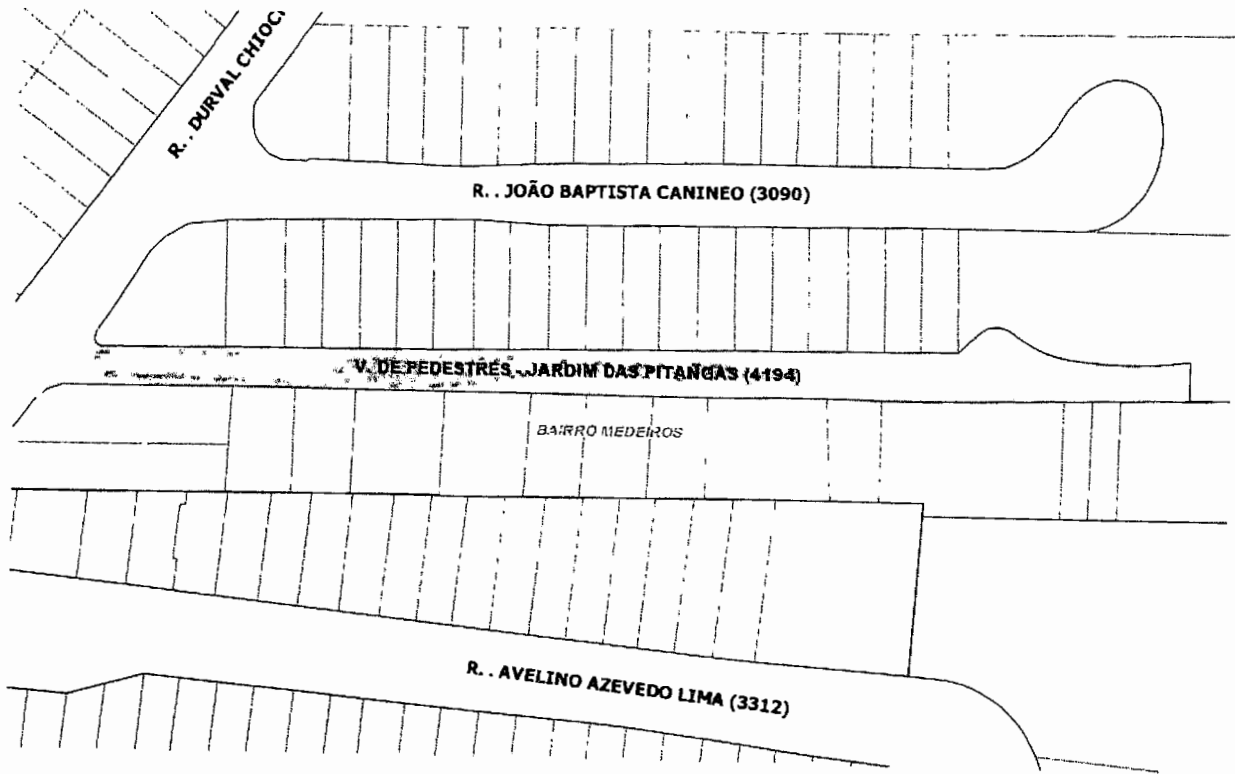 R. . DURVAL CHIOC
R. . JOÃO BAPTISTA CANINEO (3090)
V. DE PEDESTRES - JARDIM DAS PITANGAS (4194)
BAIRRO MEDEIROS
R. . AVELINO AZEVEDO LIMA (3312)